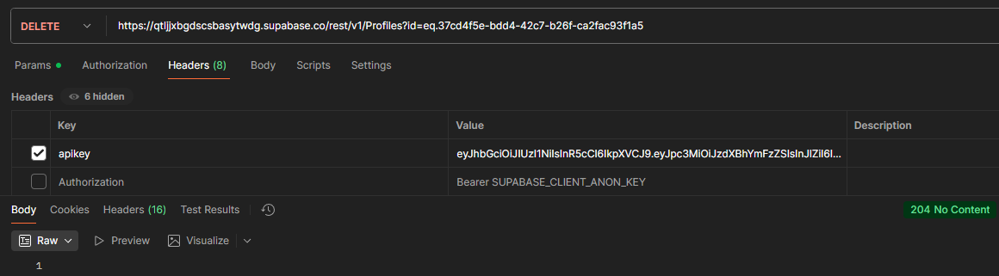 DELETE https://qtljjxbgdscsbasytwdg.supabase.co/rest/v1/Profiles?id=eq.37cd4f5e-bdd4-42c7-b26f-ca2fac93f1a5
Params Authorization Headers (8) Body Scripts Settings
Headers 6 hidden
Key Value Description
apikey eyJhbGciOiJIUzI1NiIsInR5cCI6IkpXVCJ9.eyJpc3MiOiJzdXBhYmFzZSIsInJlZiI6I...
Authorization Bearer SUPABASE_CLIENT_ANON_KEY
Body Cookies Headers (16) Test Results 204 No Content
Raw Preview Visualize
1